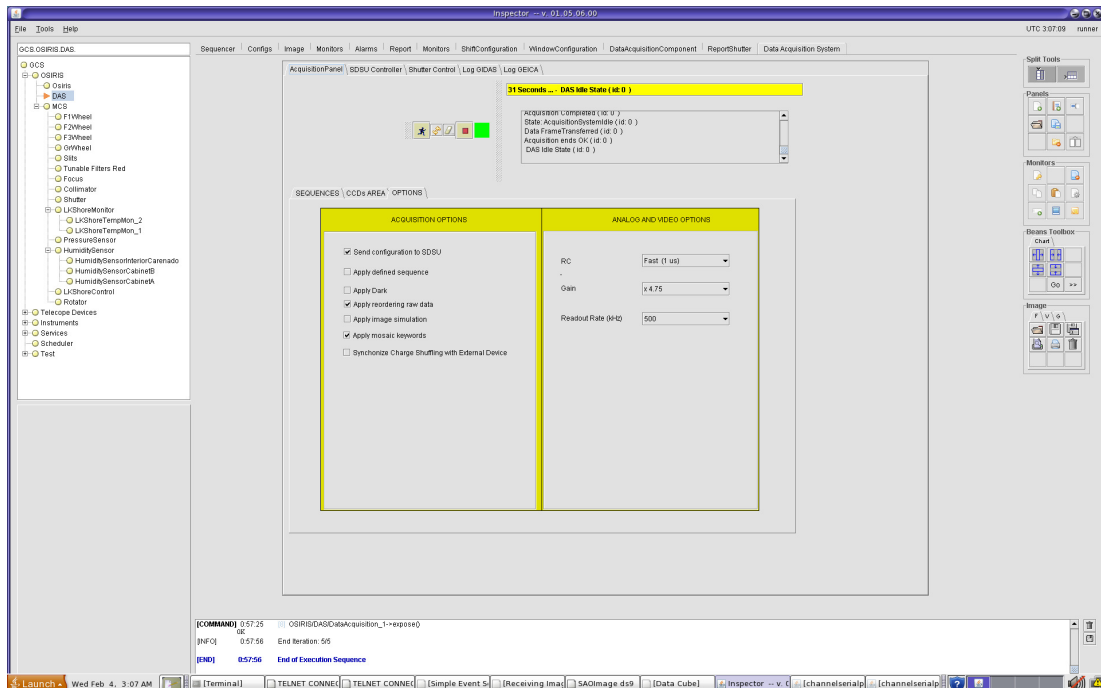 Inspector -- v. 01.05.06.00
File Tools Help
UTC 3:07:09 runner
GCS.OSIRIS.DAS.
Sequencer Configs Image Monitors Alarms Report Monitors ShiftConfiguration WindowConfiguration DataAcquisitionComponent ReportShutter Data Acquisition System
GCS
OSIRIS
Osiris
DAS
MCS
F1Wheel
F2Wheel
F3Wheel
GrWheel
Slits
Tunable Filters Red
Focus
Collimator
Shutter
LKShoreMonitor
LKShoreTempMon_2
LKShoreTempMon_1
PressureSensor
HumiditySensor
HumiditySensorInteriorCarenado
HumiditySensorCabinetB
HumiditySensorCabinetA
LKShoreControl
Rotator
Telecope Devices
Instruments
Services
Scheduler
Test
AcquisitionPanel SDSU Controller Shutter Control Log GIDAS Log GEICA
31 Seconds ... - DAS Idle State ( id: 0 )
Acquisition Completed ( id: 0 )
State: AcquisitionSystemIdle ( id: 0 )
Data FrameTransferred ( id: 0 )
Acquisition ends OK ( id: 0 )
DAS Idle State ( id: 0 )
SEQUENCES CCDs AREA OPTIONS
ACQUISITION OPTIONS
Send configuration to SDSU
Apply defined sequence
Apply Dark
Apply reordering raw data
Apply image simulation
Apply mosaic keywords
Synchonize Charge Shuffling with External Device
ANALOG AND VIDEO OPTIONS
RC Fast (1 us)
-
Gain x 4.75
Readout Rate (kHz) 500
Split Tools
Panels
Monitors
Beans Toolbox
Chart
Go >>
Image
F V G
[COMMAND] 0:57:25 OSIRIS/DAS/DataAcquisition_1->expose()
OK
[INFO] 0:57:56 End Iteration: 5/5
[END] 0:57:56 End of Execution Sequence
Launch Wed Feb 4, 3:07 AM [Terminal] TELNET CONNEC TELNET CONNEC [Simple Event S [Receiving Imag SAOImage ds9 [Data Cube] Inspector -- v. 0 [channelserialp [channelserialp